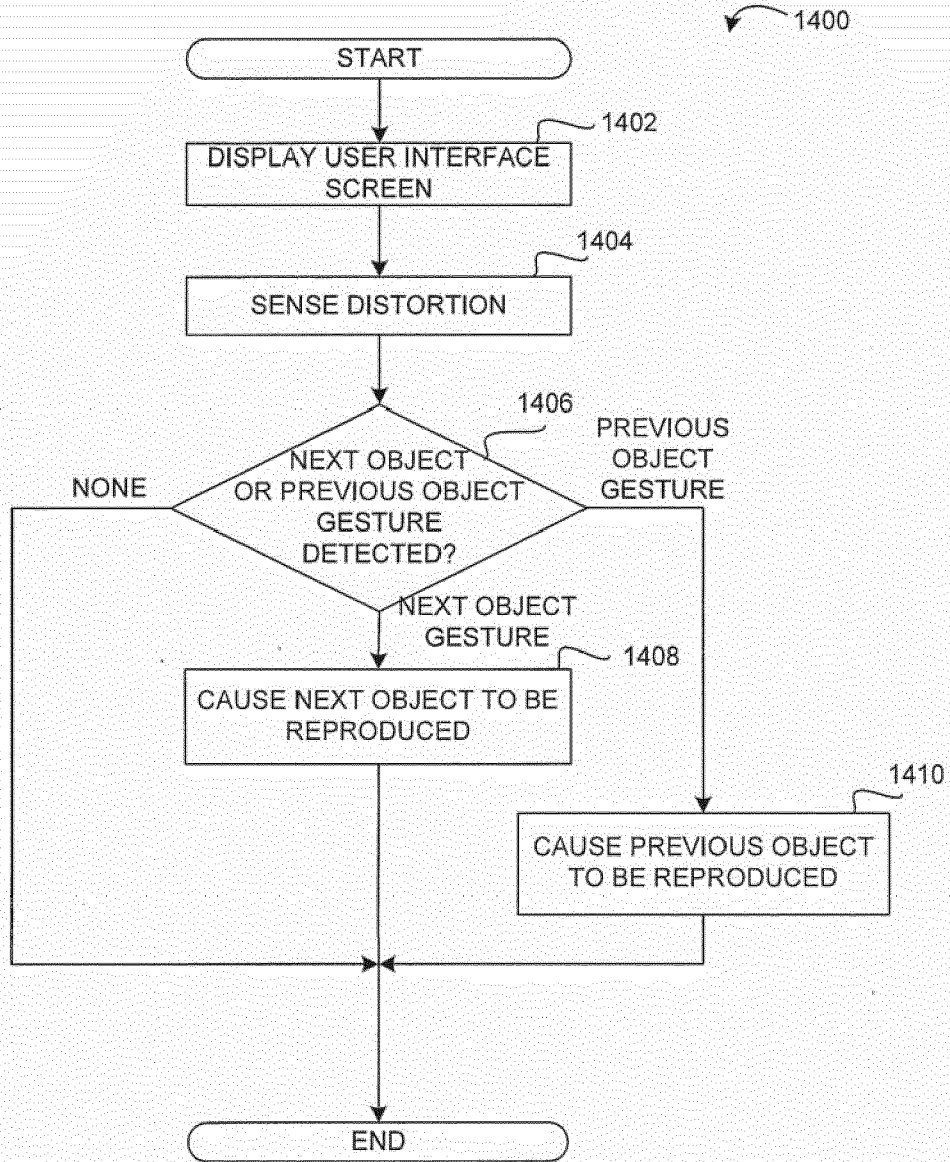 1400
START
1402
DISPLAY USER INTERFACE
SCREEN
1404
SENSE DISTORTION
1406
NEXT OBJECT
OR PREVIOUS OBJECT
GESTURE
DETECTED?
NONE
PREVIOUS
OBJECT
GESTURE
NEXT OBJECT
GESTURE
1408
CAUSE NEXT OBJECT TO BE
REPRODUCED
1410
CAUSE PREVIOUS OBJECT
TO BE REPRODUCED
END